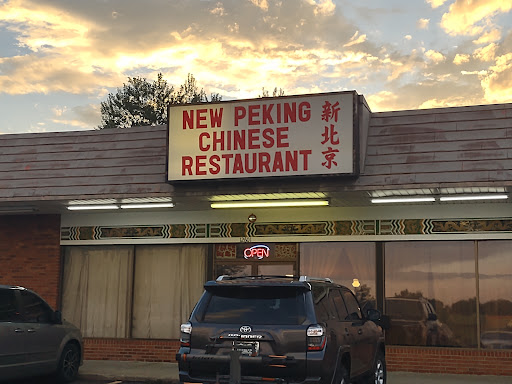 NEW PEKING
CHINESE
RESTAURANT
新北京
OPEN